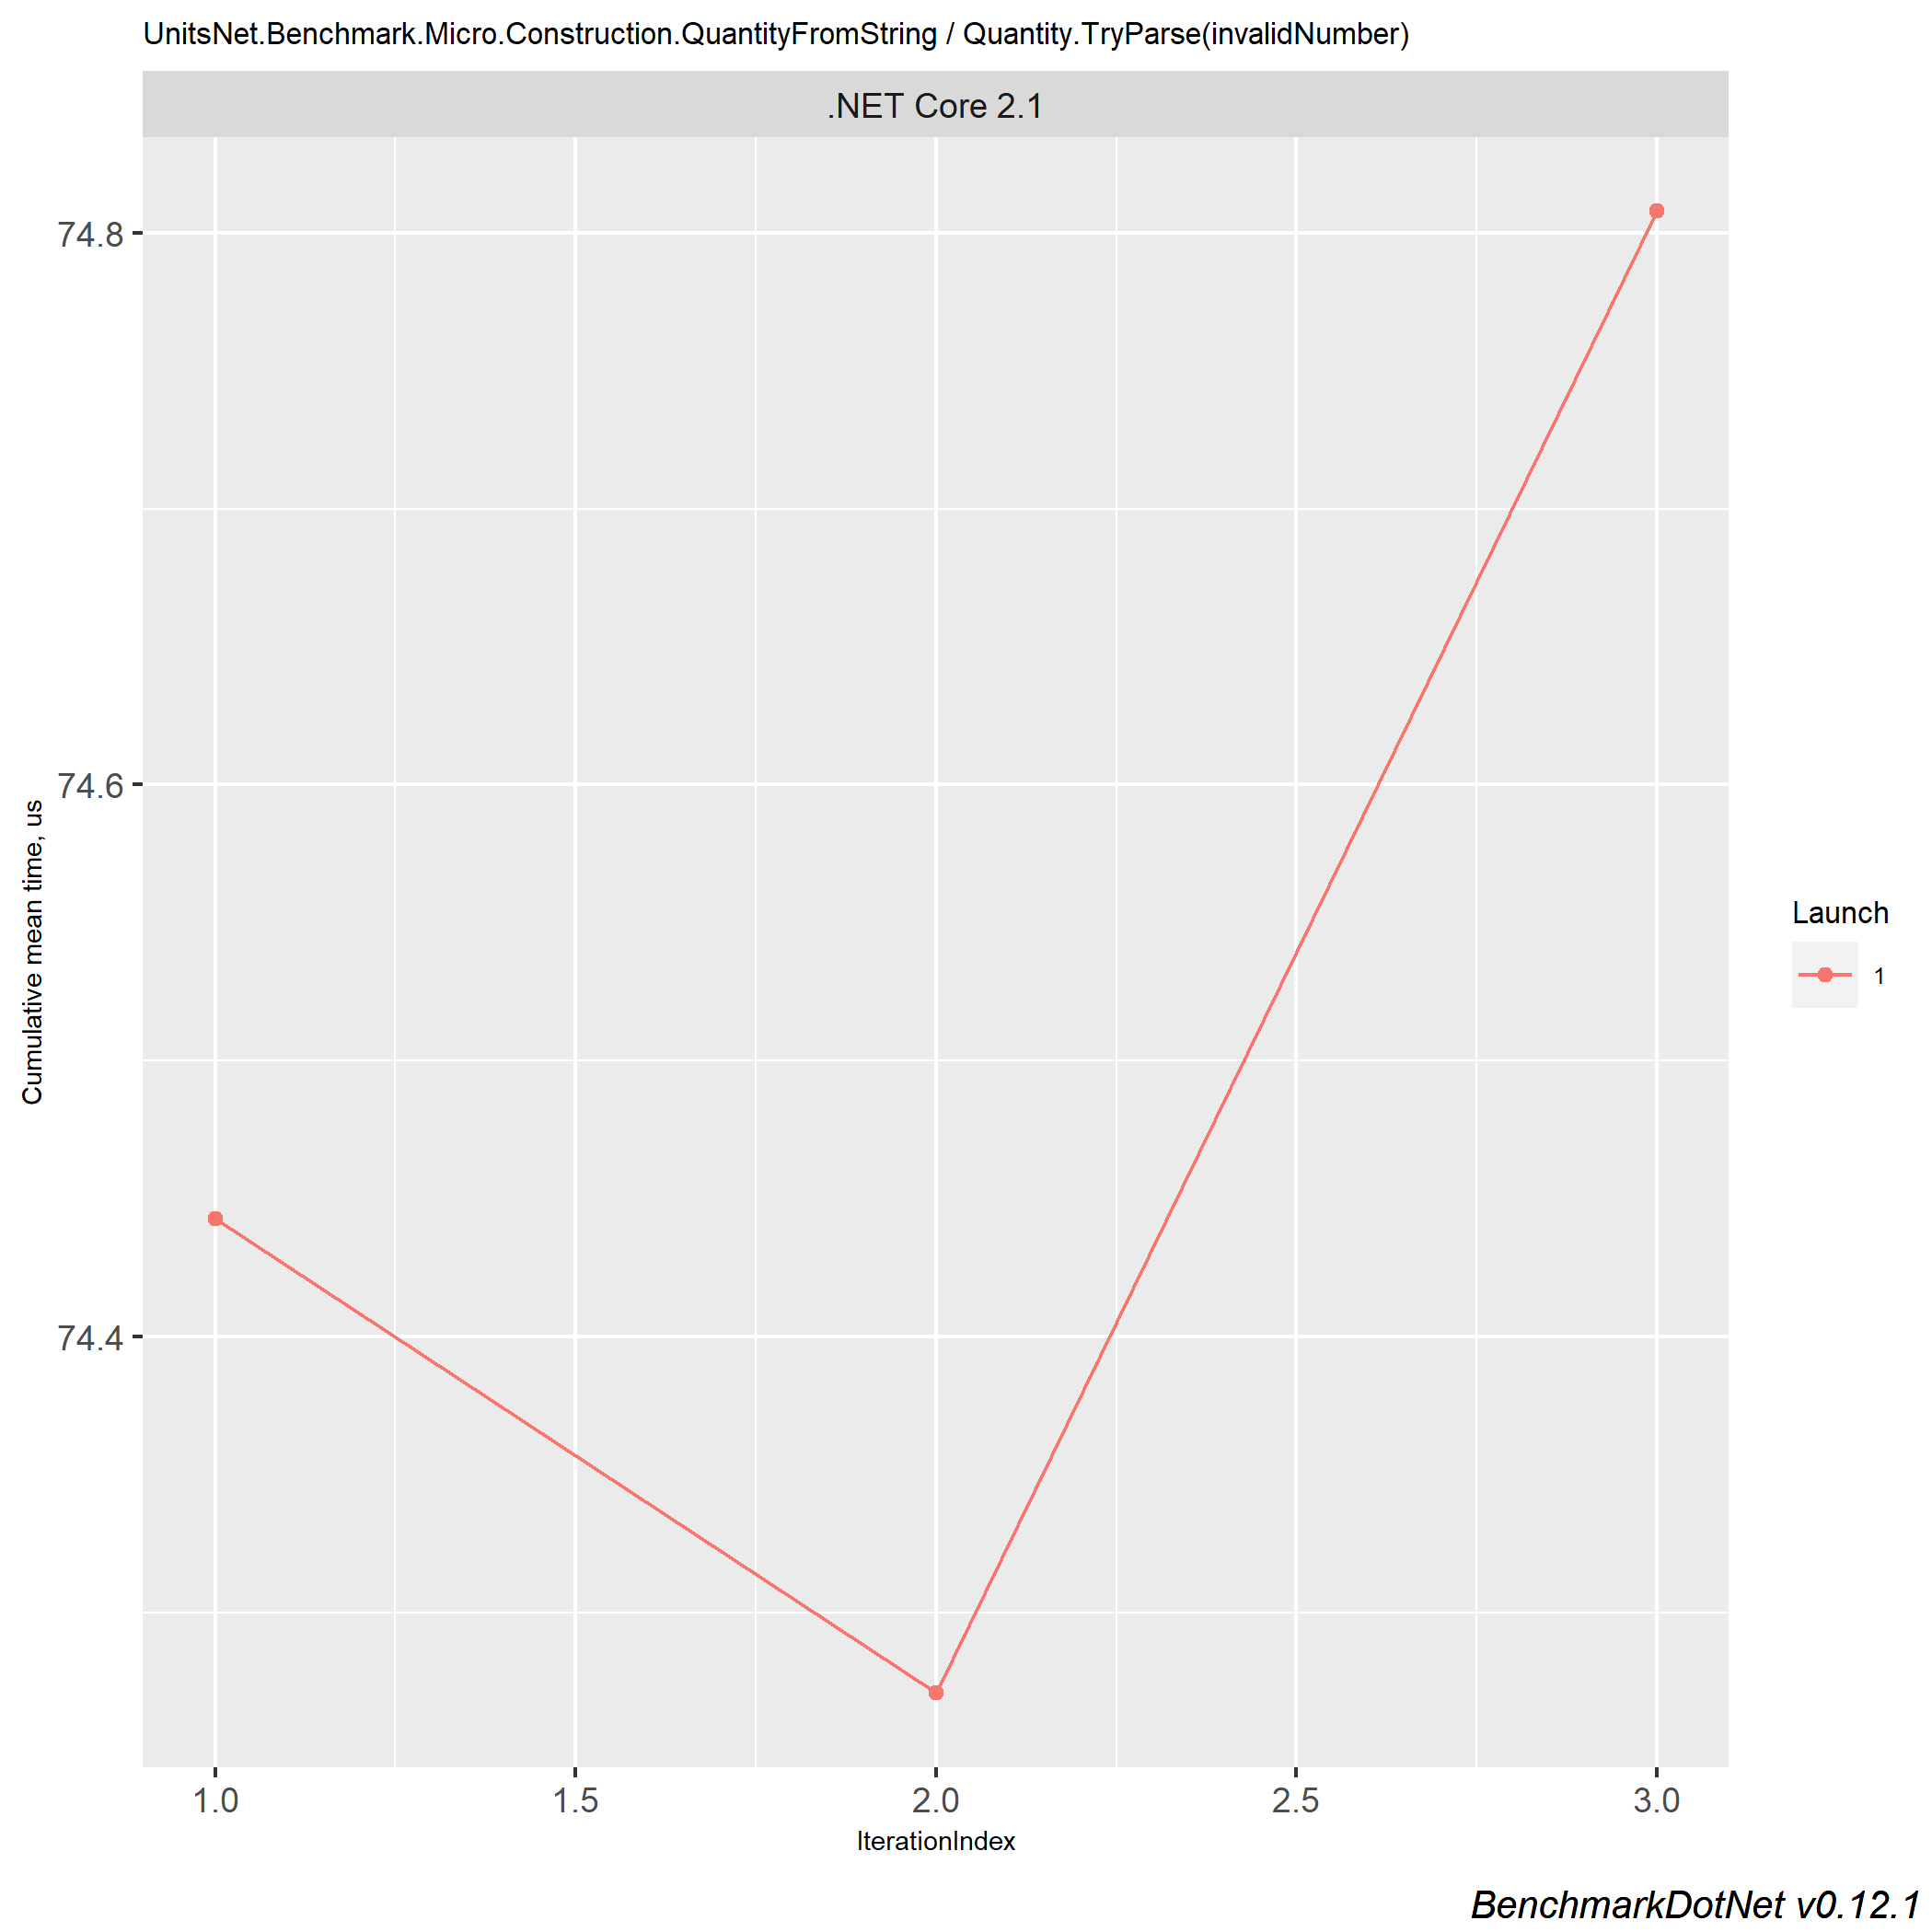 UnitsNet.Benchmark.Micro.Construction.QuantityFromString / Quantity.TryParse(invalidNumber)
.NET Core 2.1
74.8
74.6
74.4
Cumulative mean time, us
1.0 1.5 2.0 2.5 3.0
IterationIndex
Launch
1
BenchmarkDotNet v0.12.1